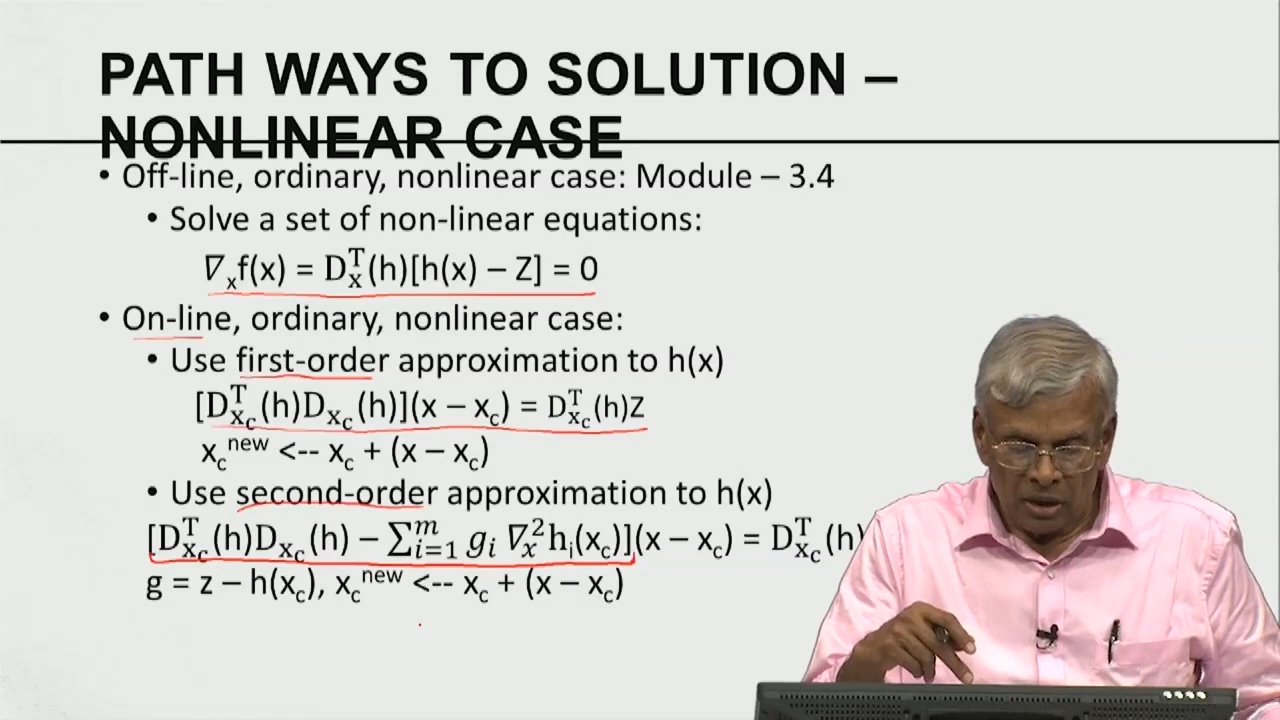 PATH WAYS TO SOLUTION –
NONLINEAR CASE
• Off-line, ordinary, nonlinear case: Module – 3.4
• Solve a set of non-linear equations:
∇ₓf(x) = Dₓᵀ(h)[h(x) – Z] = 0
• On-line, ordinary, nonlinear case:
• Use first-order approximation to h(x)
[D_{x_c}^T(h)D_{x_c}(h)](x – x_c) = D_{x_c}^T(h)Z
x_c^{new} <-- x_c + (x – x_c)
• Use second-order approximation to h(x)
[D_{x_c}^T(h)D_{x_c}(h) – ∑_{i=1}^m g_i ∇_x^2 h_i(x_c)](x – x_c) = D_{x_c}^T(h)
g = z – h(x_c), x_c^{new} <-- x_c + (x – x_c)